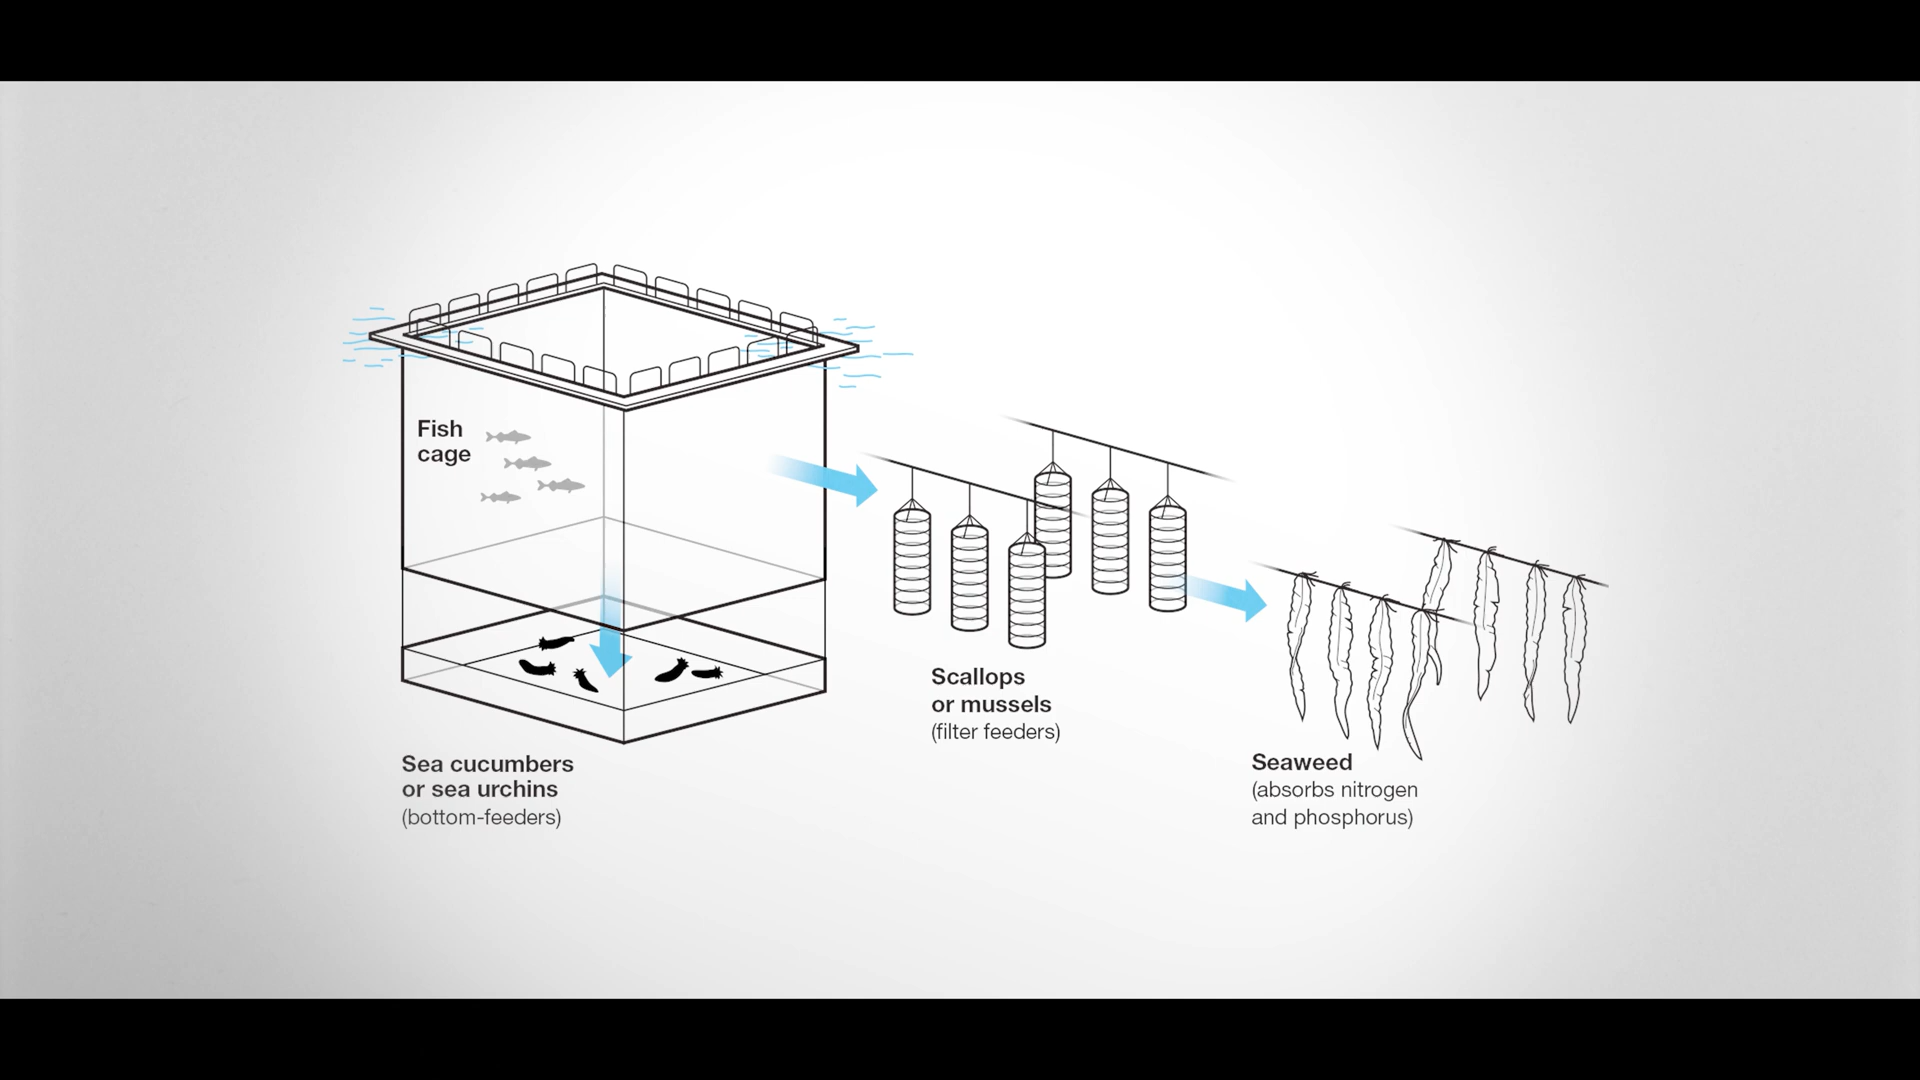 Fish
cage
Sea cucumbers
or sea urchins
(bottom-feeders)
Scallops
or mussels
(filter feeders)
Seaweed
(absorbs nitrogen
and phosphorus)